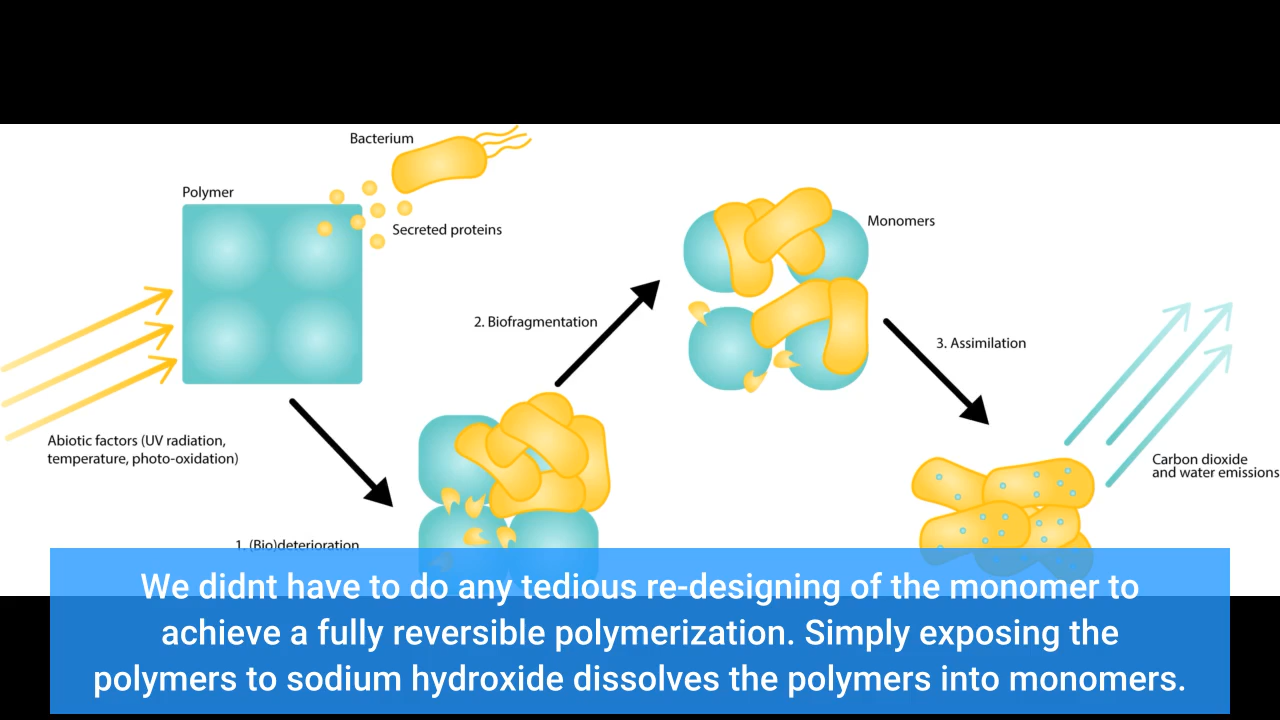 Bacterium
Polymer
Secreted proteins
Monomers
2. Biofragmentation
3. Assimilation
Abiotic factors (UV radiation,
temperature, photo-oxidation)
Carbon dioxide
and water emissions
1. (Bio)deterioration
We didnt have to do any tedious re-designing of the monomer to
achieve a fully reversible polymerization. Simply exposing the
polymers to sodium hydroxide dissolves the polymers into monomers.